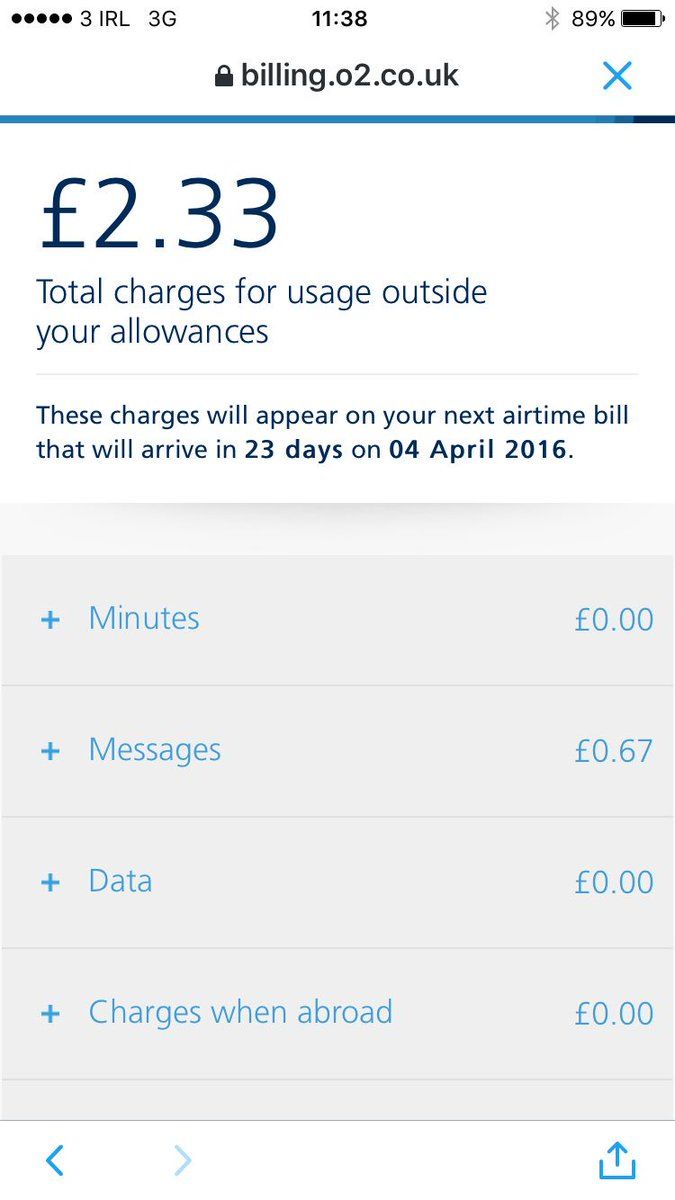 3 IRL 3G 11:38 89%
billing.o2.co.uk
£2.33
Total charges for usage outside
your allowances
These charges will appear on your next airtime bill
that will arrive in 23 days on 04 April 2016.
+ Minutes £0.00
+ Messages £0.67
+ Data £0.00
+ Charges when abroad £0.00